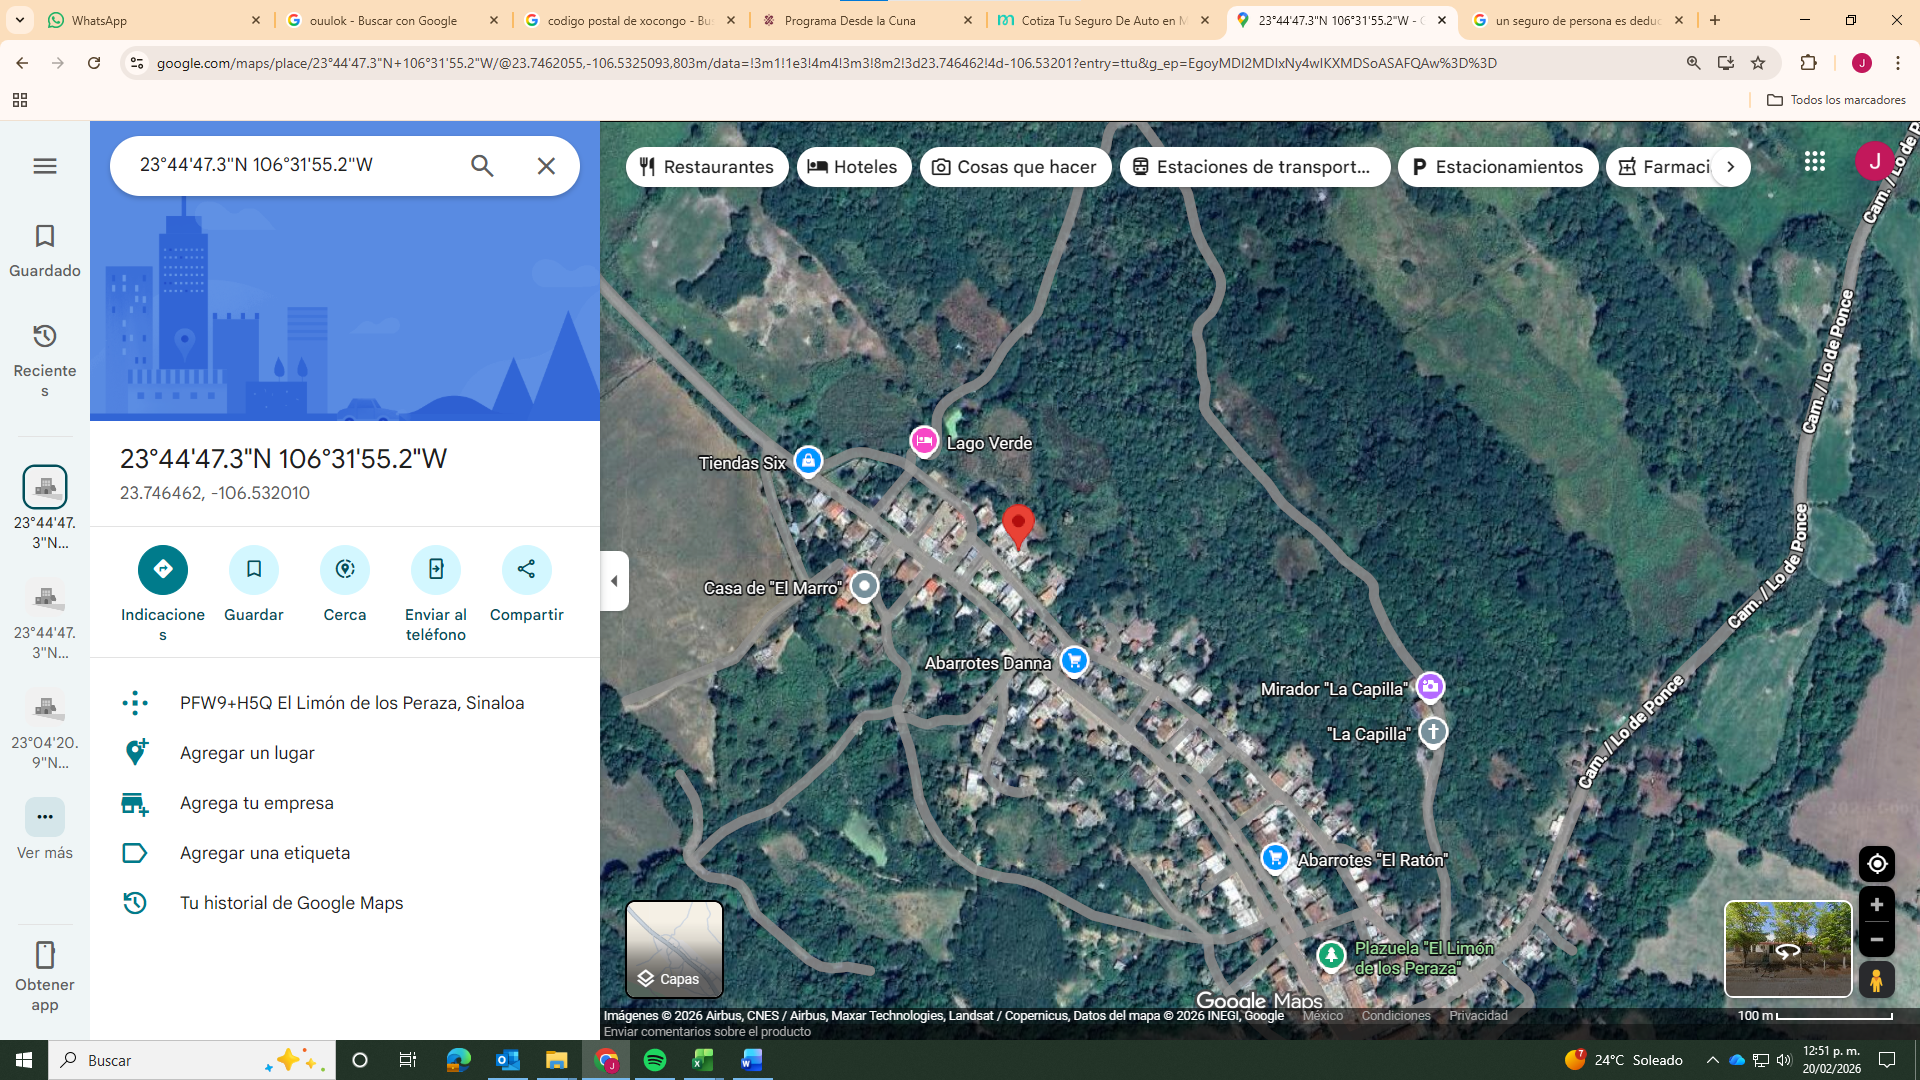 WhatsApp
ouulok - Buscar con Google
codigo postal de xocongo - Bus
Programa Desde la Cuna
Cotiza Tu Seguro De Auto en M
23°44'47.3"N 106°31'55.2"W - G
un seguro de persona es deduc
google.com/maps/place/23°44'47.3"N+106°31'55.2"W/@23.7462055,-106.5325093,803m/data=!3m1!1e3!4m4!3m3!8m2!3d23.746462!4d-106.53201?entry=ttu&g_ep=EgoyMDI2MDIxNy4wIKXMDSoASAFQAw%3D%3D
J
Todos los marcadores
23°44'47.3"N 106°31'55.2"W
Restaurantes
Hoteles
Cosas que hacer
Estaciones de transport...
P Estacionamientos
Farmaci
J
Guardado
Reciente
s
23°44'47.
3"N...
23°44'47.
3"N...
23°04'20.
9"N...
Ver más
Obtener
app
23°44'47.3"N 106°31'55.2"W
23.746462, -106.532010
Indicacione
s
Guardar
Cerca
Enviar al
teléfono
Compartir
PFW9+H5Q El Limón de los Peraza, Sinaloa
Agregar un lugar
Agrega tu empresa
Agregar una etiqueta
Tu historial de Google Maps
Cam. / Lo de P
Cam. / Lo de Ponce
Cam. / Lo de Ponce
Cam. / Lo de Ponce
Lago Verde
Tiendas Six
Casa de "El Marro"
Abarrotes Danna
Mirador "La Capilla"
"La Capilla"
Abarrotes "El Ratón"
Plazuela "El Limón
de los Peraza"
Capas
Google Maps
Imágenes © 2026 Airbus, CNES / Airbus, Maxar Technologies, Landsat / Copernicus, Datos del mapa © 2026 INEGI, Google
México
Condiciones
Privacidad
100 m
Enviar comentarios sobre el producto
Buscar
7
24°C Soleado
12:51 p. m.
20/02/2026